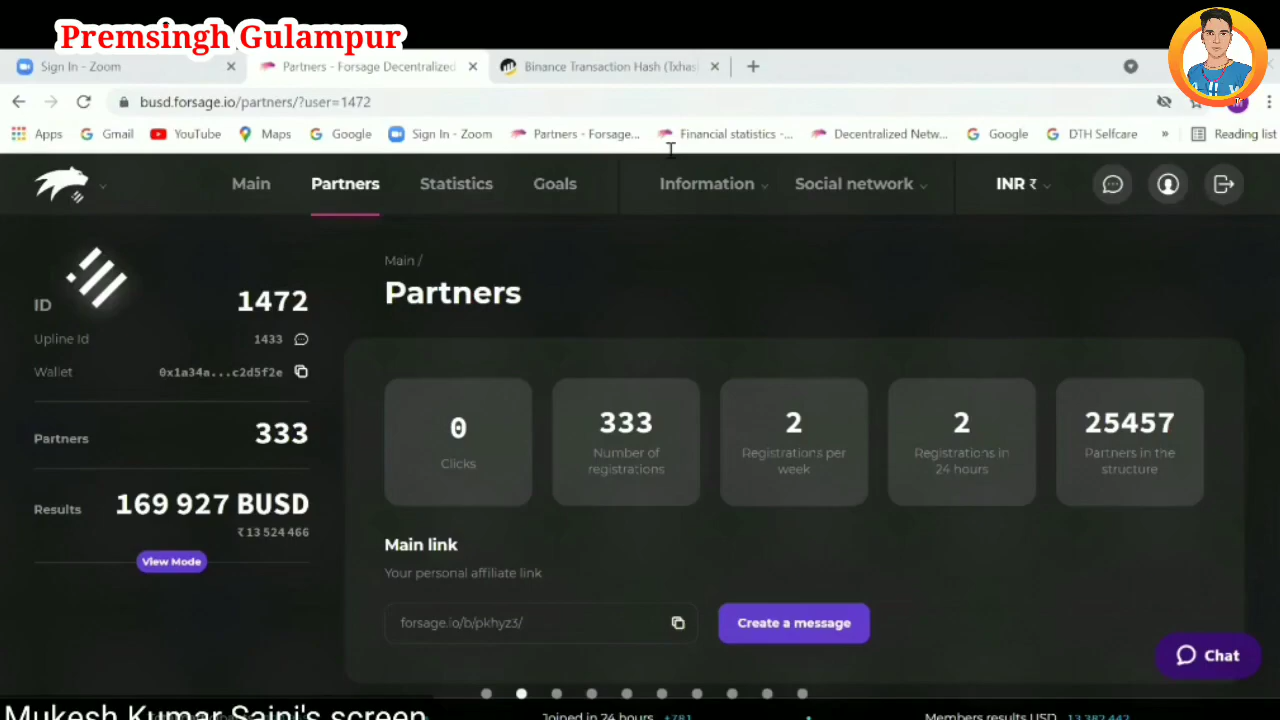 Premsingh Gulampur
Sign In - Zoom
Partners - Forsage Decentralized
Binance Transaction Hash (Txhas
busd.forsage.io/partners/?user=1472
Apps
Gmail
YouTube
Maps
Google
Sign In - Zoom
Partners - Forsage...
Financial statistics -...
Decentralized Netw...
Google
DTH Selfcare
»
Reading list
Main
Partners
Statistics
Goals
Information
Social network
INR ₹
ID
1472
Upline Id
1433
Wallet
0x1a34a...c2d5f2e
Partners
333
Results
169 927 BUSD
₹ 13 524 466
View Mode
Main /
Partners
0
Clicks
333
Number of
registrations
2
Registrations per
week
2
Registrations in
24 hours
25457
Partners in the
structure
Main link
Your personal affiliate link
forsage.io/b/pkhyz3/
Create a message
Chat
Mukesh Kumar Saini's screen
Joined in 24 hours +781
Members results USD 13 382 442